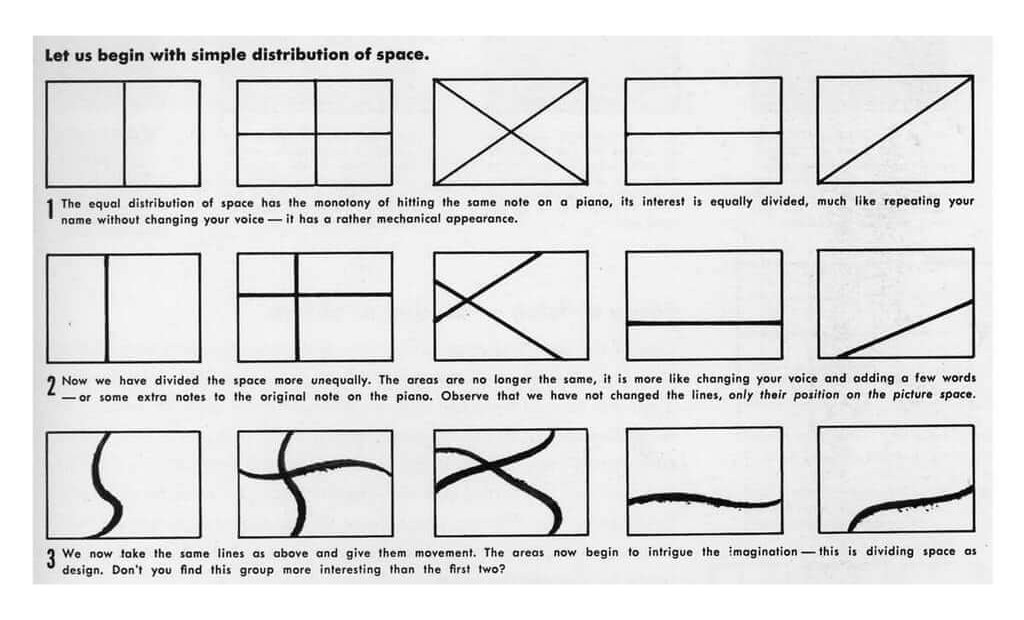 Let us begin with simple distribution of space.
1 The equal distribution of space has the monotony of hitting the same note on a piano, its interest is equally divided, much like repeating your
name without changing your voice — it has a rather mechanical appearance.
2 Now we have divided the space more unequally. The areas are no longer the same, it is more like changing your voice and adding a few words
— or some extra notes to the original note on the piano. Observe that we have not changed the lines, only their position on the picture space.
3 We now take the same lines as above and give them movement. The areas now begin to intrigue the imagination — this is dividing space as
design. Don't you find this group more interesting than the first two?